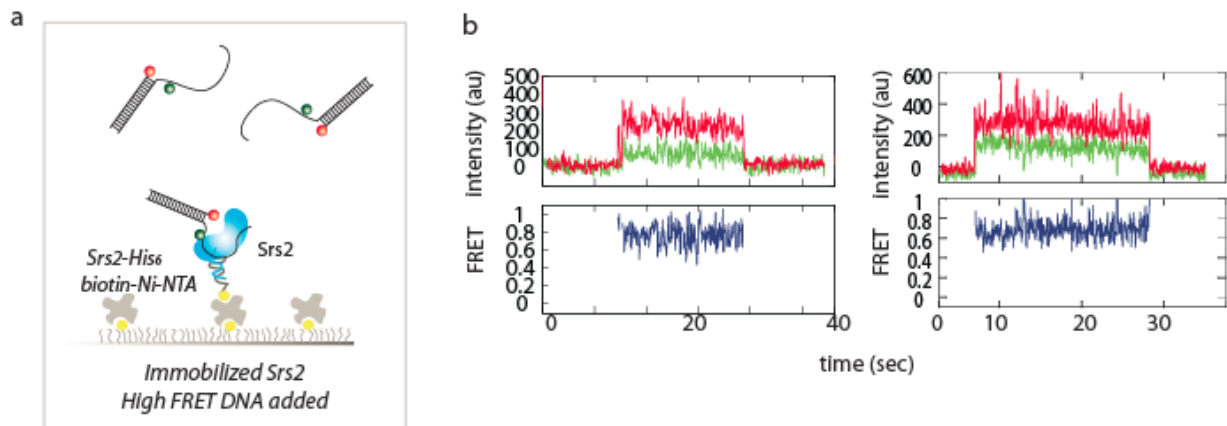 a
Srs2-His6
biotin-Ni-NTA
Srs2
Immobilized Srs2
High FRET DNA added
b
intensity (au)
500
400
300
200
100
0
FRET
1
0.8
0.6
0.4
0.2
0
0
20
40
intensity (au)
600
400
200
0
FRET
1
0.8
0.6
0.4
0.2
0
0
10
20
30
time (sec)